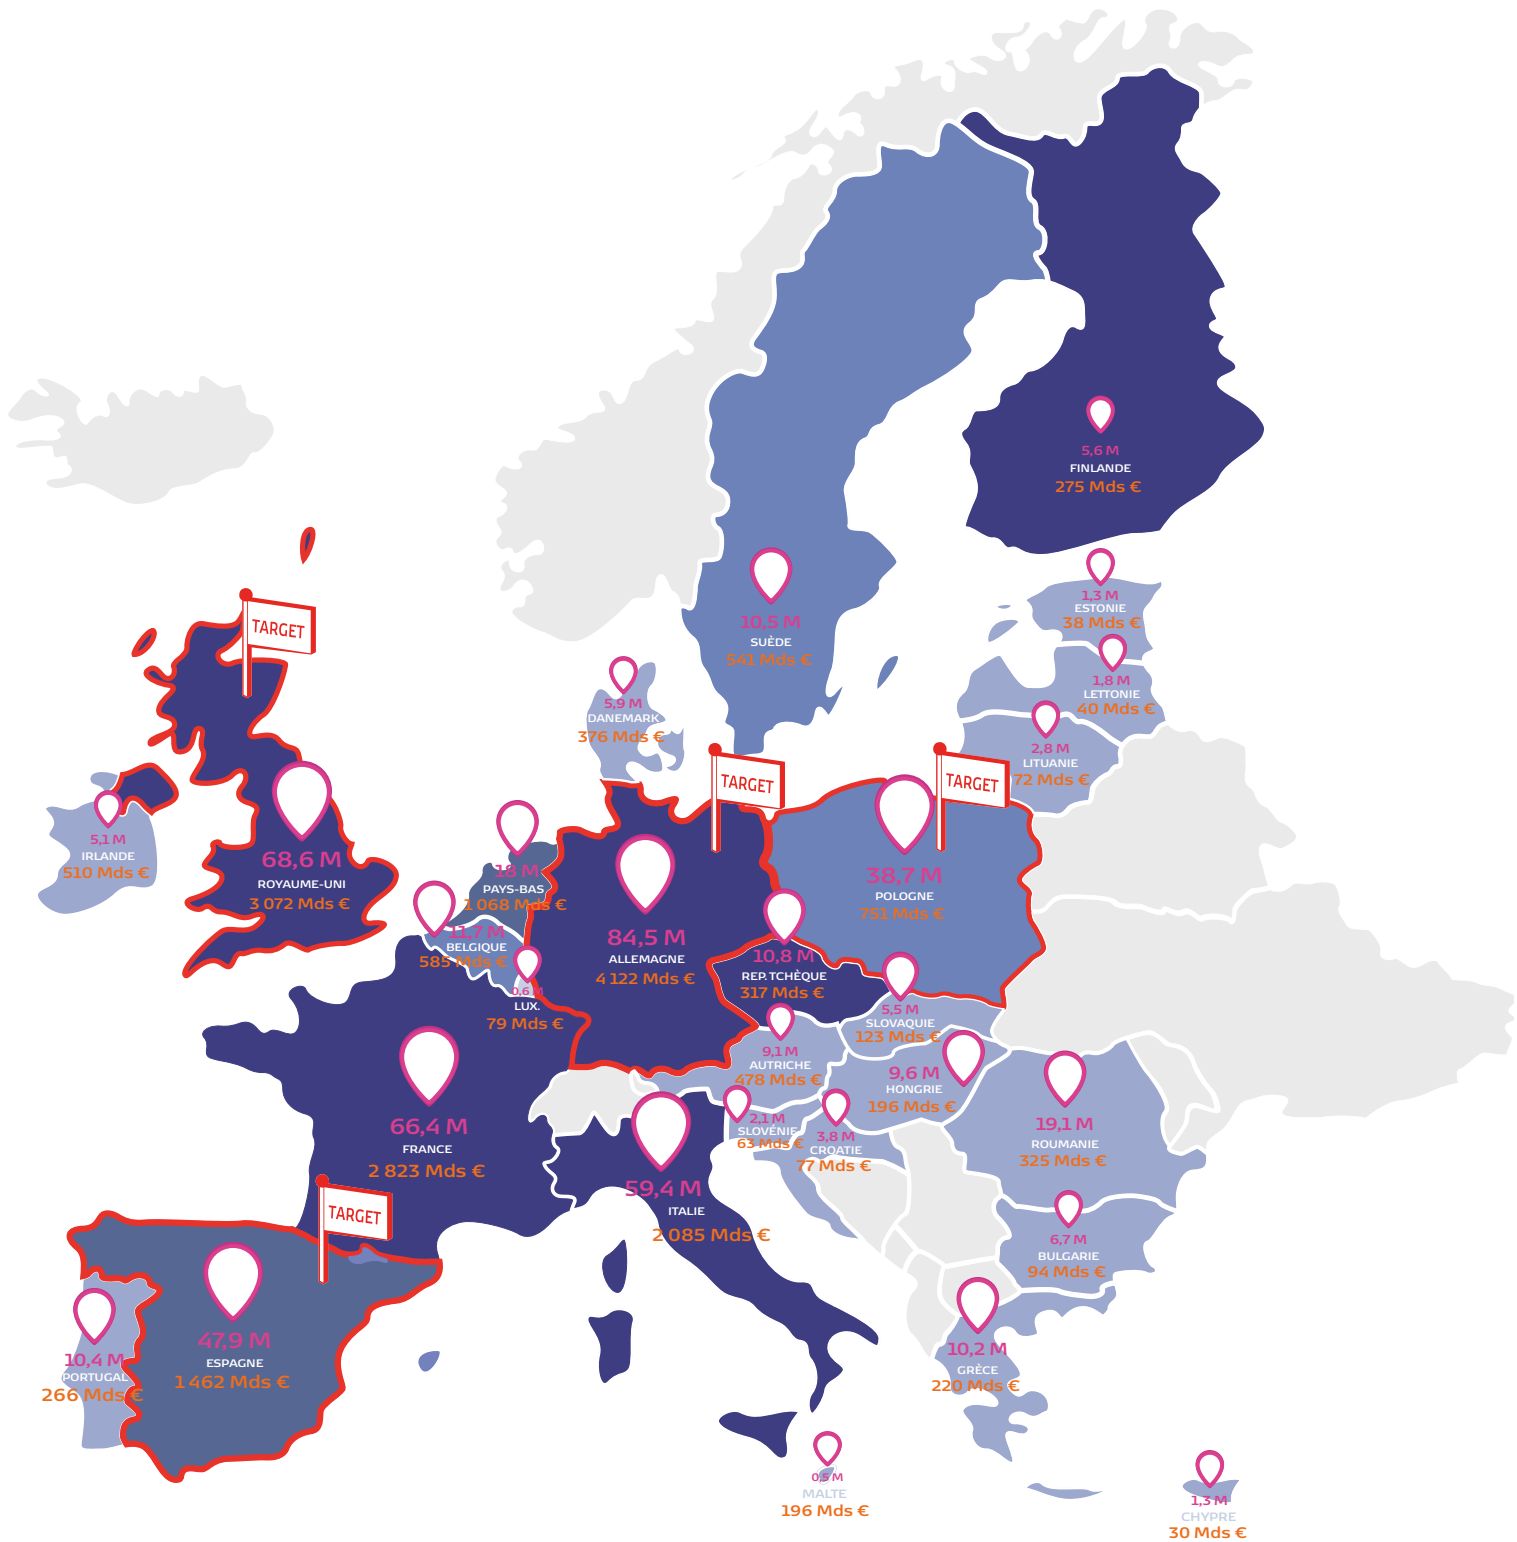 5,6 M
FINLANDE
275 Mds €
1,3 M
ESTONIE
38 Mds €
10,5 M
SUÈDE
541 Mds €
TARGET
1,8 M
LETTONIE
40 Mds €
5,9 M
DANEMARK
376 Mds €
2,8 M
LITUANIE
72 Mds €
TARGET
TARGET
5,1 M
IRLANDE
510 Mds €
68,6 M
ROYAUME-UNI
3 072 Mds €
18 M
PAYS-BAS
1 068 Mds €
38,7 M
POLOGNE
751 Mds €
11,7 M
BELGIQUE
585 Mds €
84,5 M
ALLEMAGNE
4 122 Mds €
10,8 M
REP. TCHÈQUE
317 Mds €
0,6 M
LUX.
79 Mds €
5,5 M
SLOVAQUIE
123 Mds €
9,1 M
AUTRICHE
478 Mds €
9,6 M
HONGRIE
196 Mds €
66,4 M
FRANCE
2 823 Mds €
2,1 M
SLOVÉNIE
63 Mds €
3,8 M
CROATIE
77 Mds €
19,1 M
ROUMANIE
325 Mds €
59,4 M
ITALIE
2 085 Mds €
TARGET
6,7 M
BULGARIE
94 Mds €
47,9 M
ESPAGNE
1 462 Mds €
10,4 M
PORTUGAL
266 Mds €
10,2 M
GRÈCE
220 Mds €
0,5 M
MALTE
196 Mds €
1,3 M
CHYPRE
30 Mds €